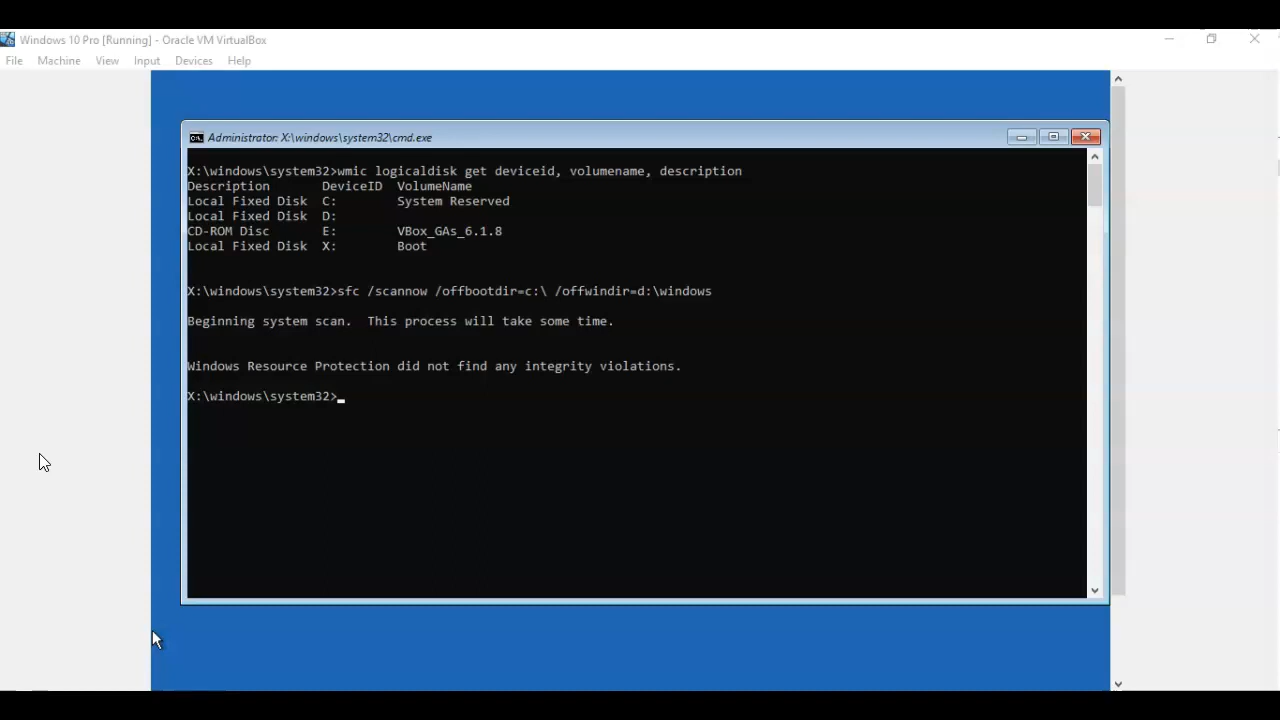 Windows 10 Pro [Running] - Oracle VM VirtualBox
File Machine View Input Devices Help
Administrator: X:\windows\system32\cmd.exe
X:\windows\system32>wmic logicaldisk get deviceid, volumename, description
Description DeviceID VolumeName
Local Fixed Disk C: System Reserved
Local Fixed Disk D:
CD-ROM Disc E: VBox_GAs_6.1.8
Local Fixed Disk X: Boot
X:\windows\system32>sfc /scannow /offbootdir=c:\ /offwindir=d:\windows
Beginning system scan. This process will take some time.
Windows Resource Protection did not find any integrity violations.
X:\windows\system32>